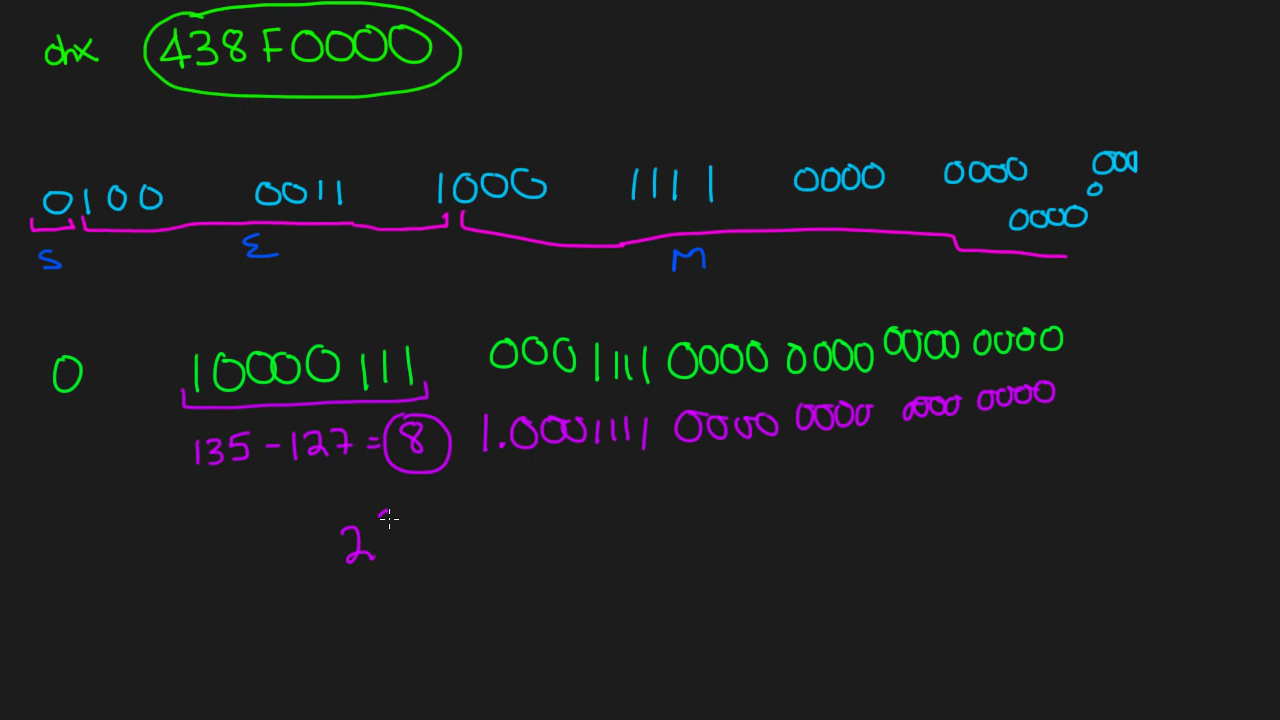 0hx 438F0000
0100 0011 1000 1111 0000 0000 0000 0000
S E M
0 10000111 0001111 0000 0000 0000 0000
135-127=8 1.0001111 0000 0000 0000 0000
2